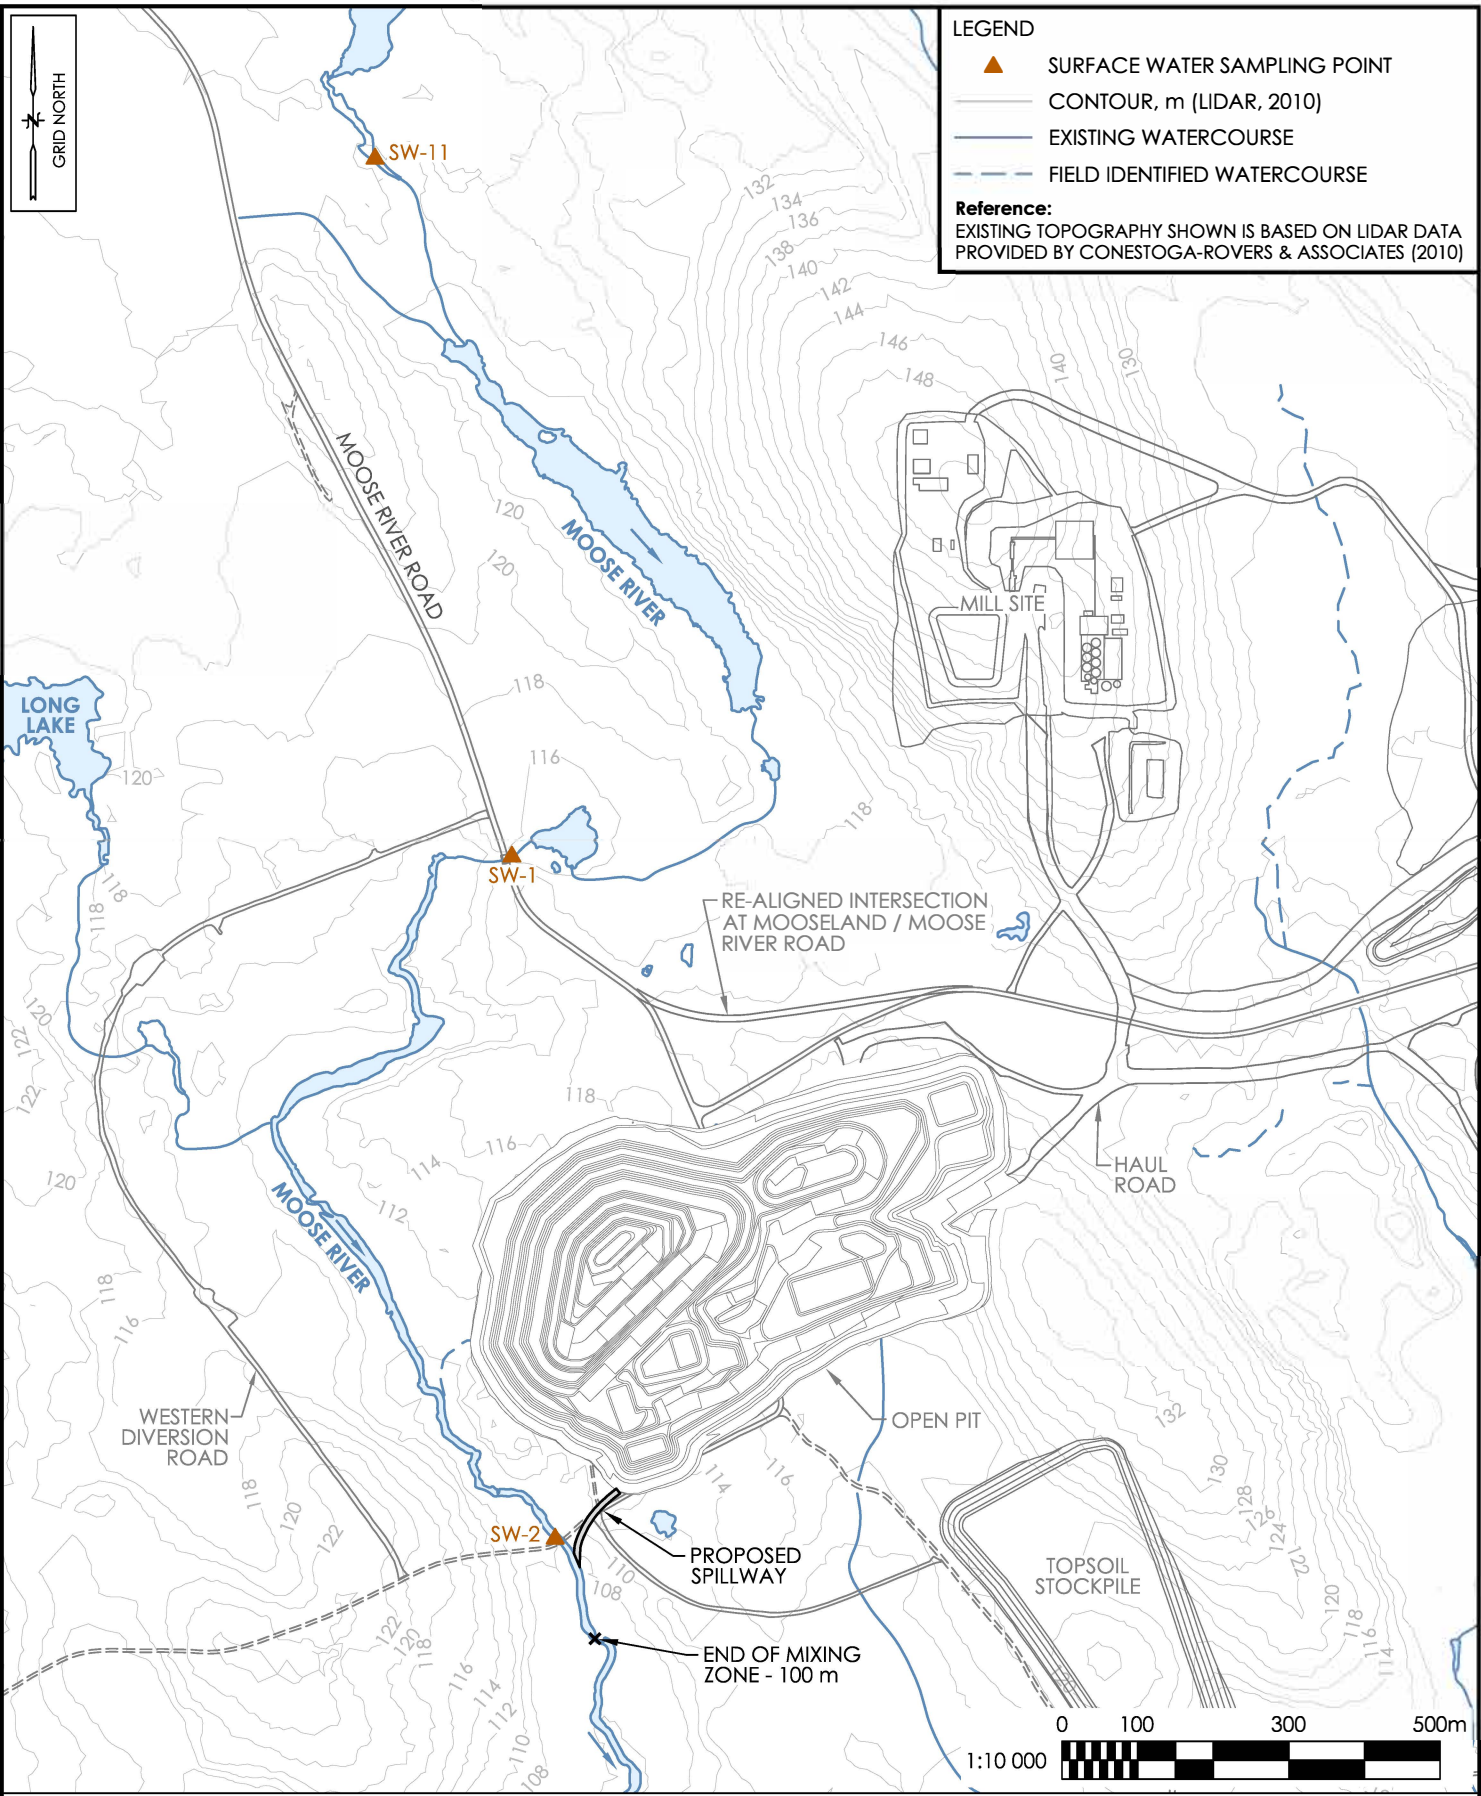 GRID NORTH
N
LEGEND
SURFACE WATER SAMPLING POINT
CONTOUR, m (LIDAR, 2010)
EXISTING WATERCOURSE
FIELD IDENTIFIED WATERCOURSE
Reference:
EXISTING TOPOGRAPHY SHOWN IS BASED ON LIDAR DATA
PROVIDED BY CONESTOGA-ROVERS & ASSOCIATES (2010)
SW-11
132
134
136
138
140
142
144
146
148
140
130
MOOSE RIVER ROAD
120
120
MOOSE RIVER
MILL SITE
118
LONG
LAKE
120
116
118
SW-1
118
118
RE-ALIGNED INTERSECTION
AT MOOSELAND / MOOSE
RIVER ROAD
120
122
122
118
116
114
120
112
HAUL
ROAD
MOOSE RIVER
118
116
WESTERN
DIVERSION
ROAD
OPEN PIT
132
130
128
126
124
122
120
118
116
114
114
116
118
120
122
SW-2
PROPOSED
SPILLWAY
110
108
TOPSOIL
STOCKPILE
122
120
118
116
114
112
110
108
END OF MIXING
ZONE - 100 m
0 100 300 500m
1:10 000